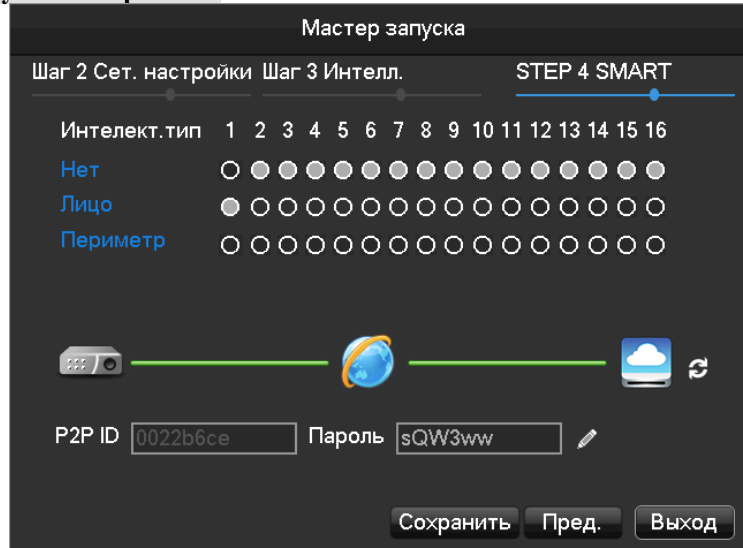 Мастер запуска
Шаг 2 Сет. настройки Шаг 3 Интелл. STEP 4 SMART
Интелект.тип 1 2 3 4 5 6 7 8 9 10 11 12 13 14 15 16
Нет
Лицо
Периметр
P2P ID 0022b6ce Пароль sQW3ww
Сохранить Пред. Выход